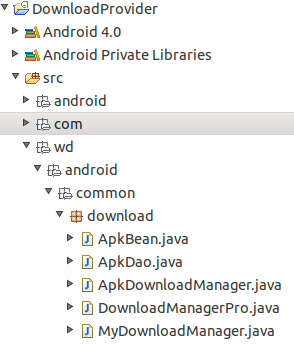 DownloadProvider
Android 4.0
Android Private Libraries
src
android
com
wd
android
common
download
ApkBean.java
ApkDao.java
ApkDownloadManager.java
DownloadManagerPro.java
MyDownloadManager.java